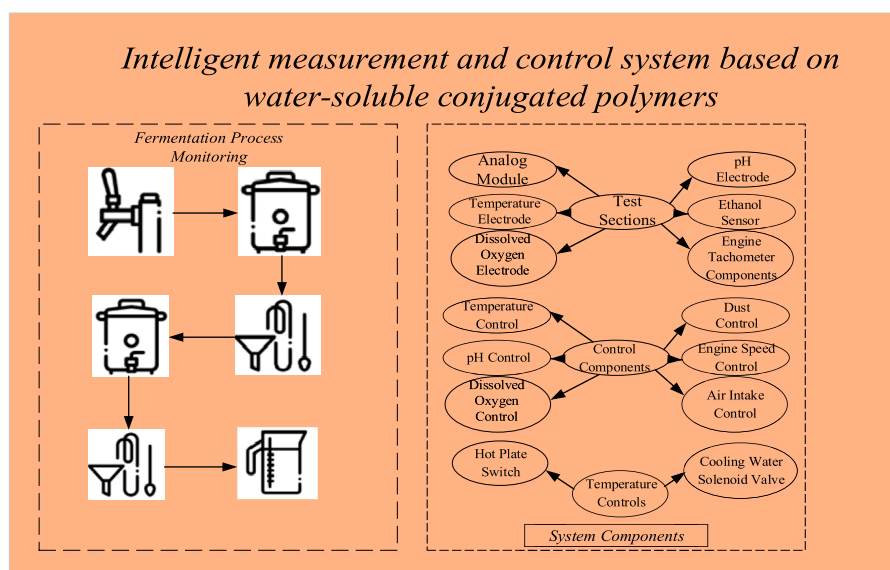 Intelligent measurement and control system based on
water-soluble conjugated polymers
Fermentation Process
Monitoring
Analog
Module
Temperature
Electrode
Dissolved
Oxygen
Electrode
Test
Sections
pH
Electrode
Ethanol
Sensor
Engine
Tachometer
Components
Temperature
Control
pH Control
Dissolved
Oxygen
Control
Control
Components
Dust
Control
Engine Speed
Control
Air Intake
Control
Hot Plate
Switch
Temperature
Controls
Cooling Water
Solenoid Valve
System Components